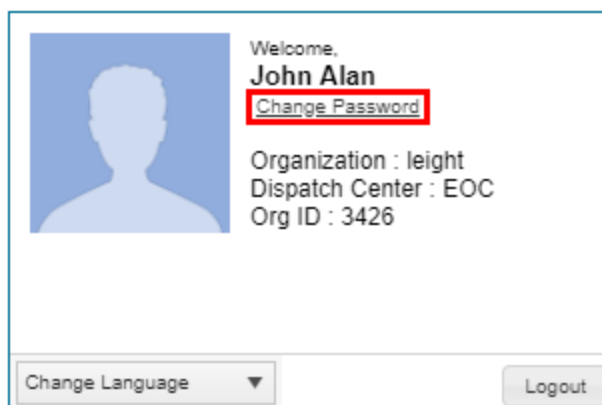 Welcome,
John Alan
Change Password
Organization : leight
Dispatch Center : EOC
Org ID : 3426
Change Language
Logout